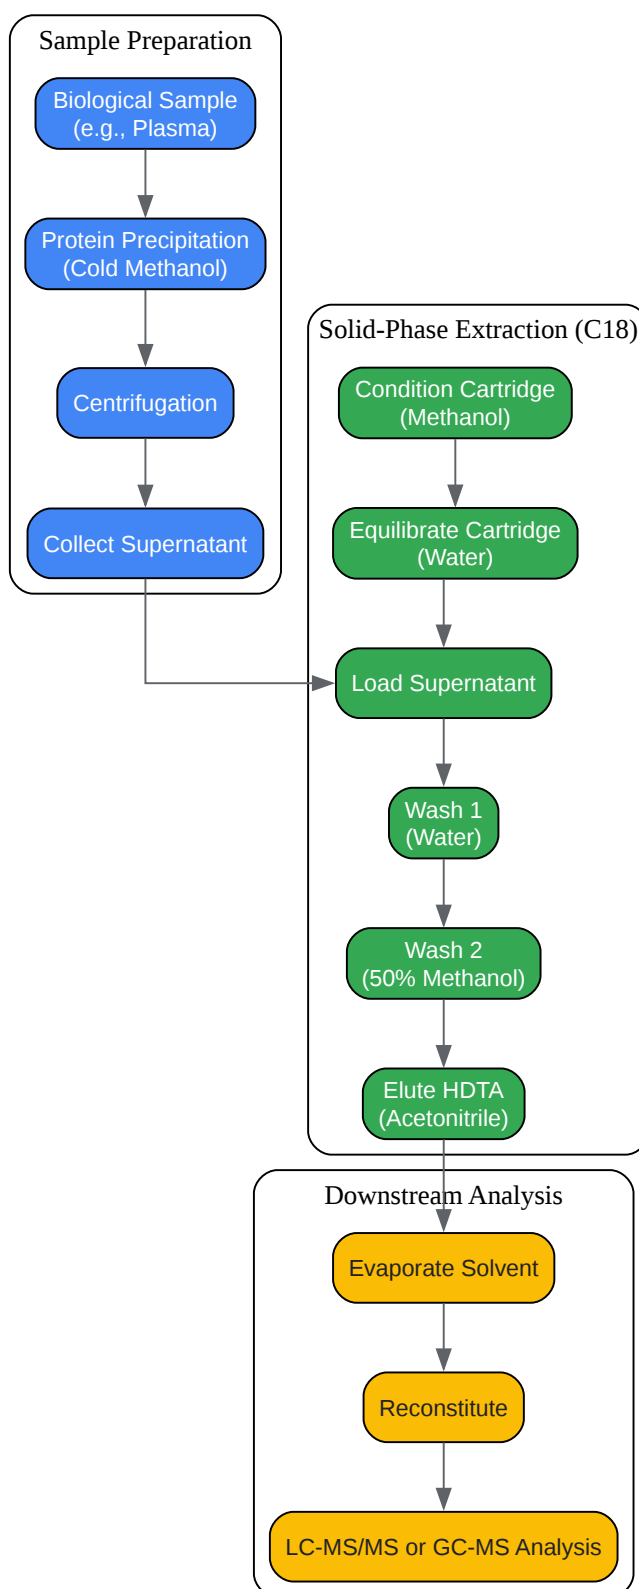 Sample Preparation
Biological Sample
(e.g., Plasma)
Protein Precipitation
(Cold Methanol)
Centrifugation
Collect Supernatant
Solid-Phase Extraction (C18)
Condition Cartridge
(Methanol)
Equilibrate Cartridge
(Water)
Load Supernatant
Wash 1
(Water)
Wash 2
(50% Methanol)
Elute HDTA
(Acetonitrile)
Downstream Analysis
Evaporate Solvent
Reconstitute
LC-MS/MS or GC-MS Analysis